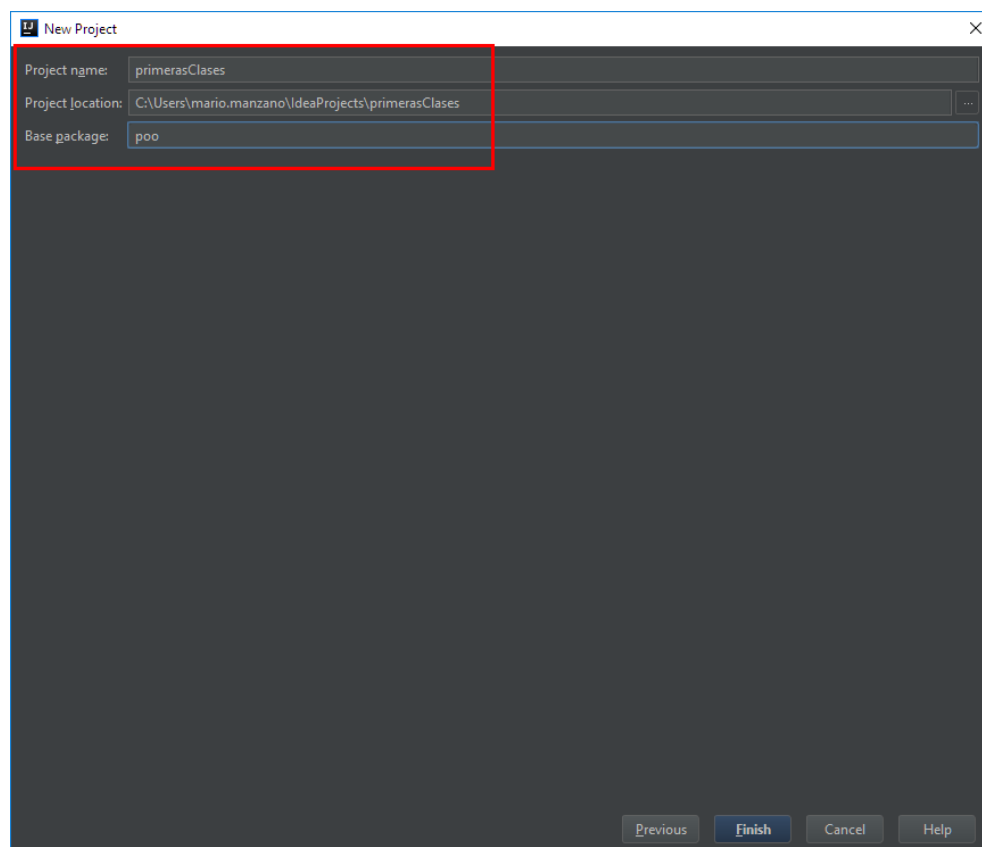 New Project
Project name: primerasClases
Project location: C:\Users\mario.manzano\IdeaProjects\primerasClases ...
Base package: poo
Previous Finish Cancel Help